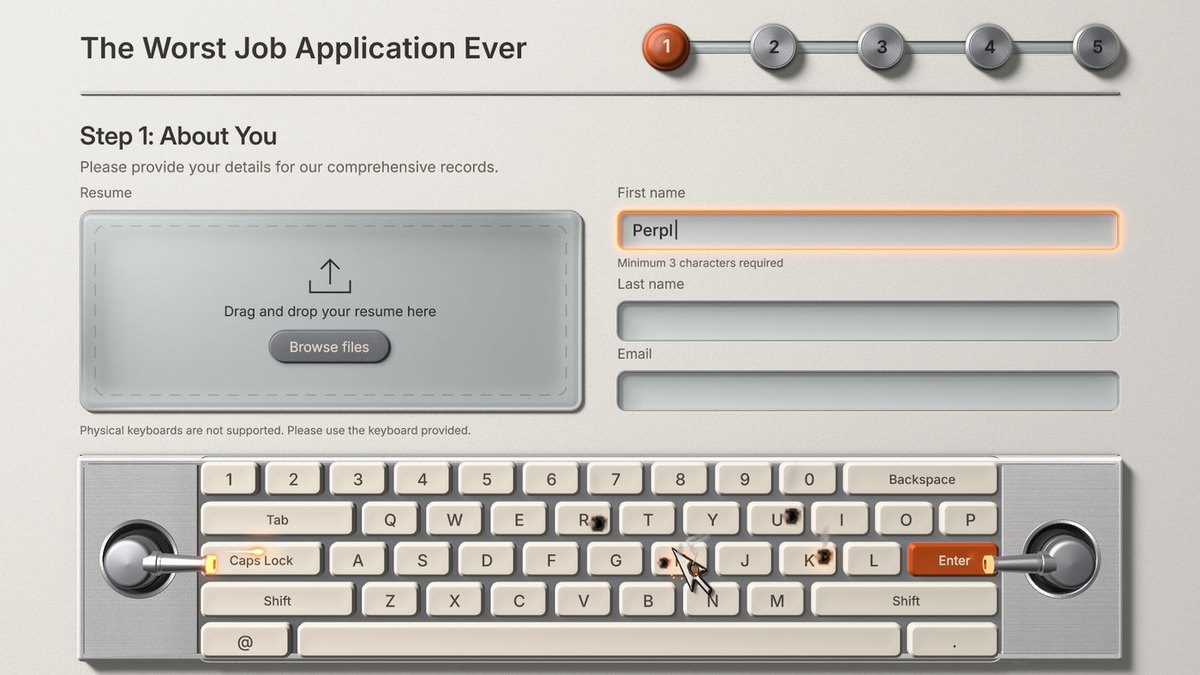 The Worst Job Application Ever
1 2 3 4 5
Step 1: About You
Please provide your details for our comprehensive records.
Resume
Drag and drop your resume here
Browse files
First name
Perpl
Minimum 3 characters required
Last name
Email
Physical keyboards are not supported. Please use the keyboard provided.
1 2 3 4 5 6 7 8 9 0 Backspace
Tab Q W E R T Y U I O P
Caps Lock A S D F G J K L Enter
Shift Z X C V B N M Shift
@ .